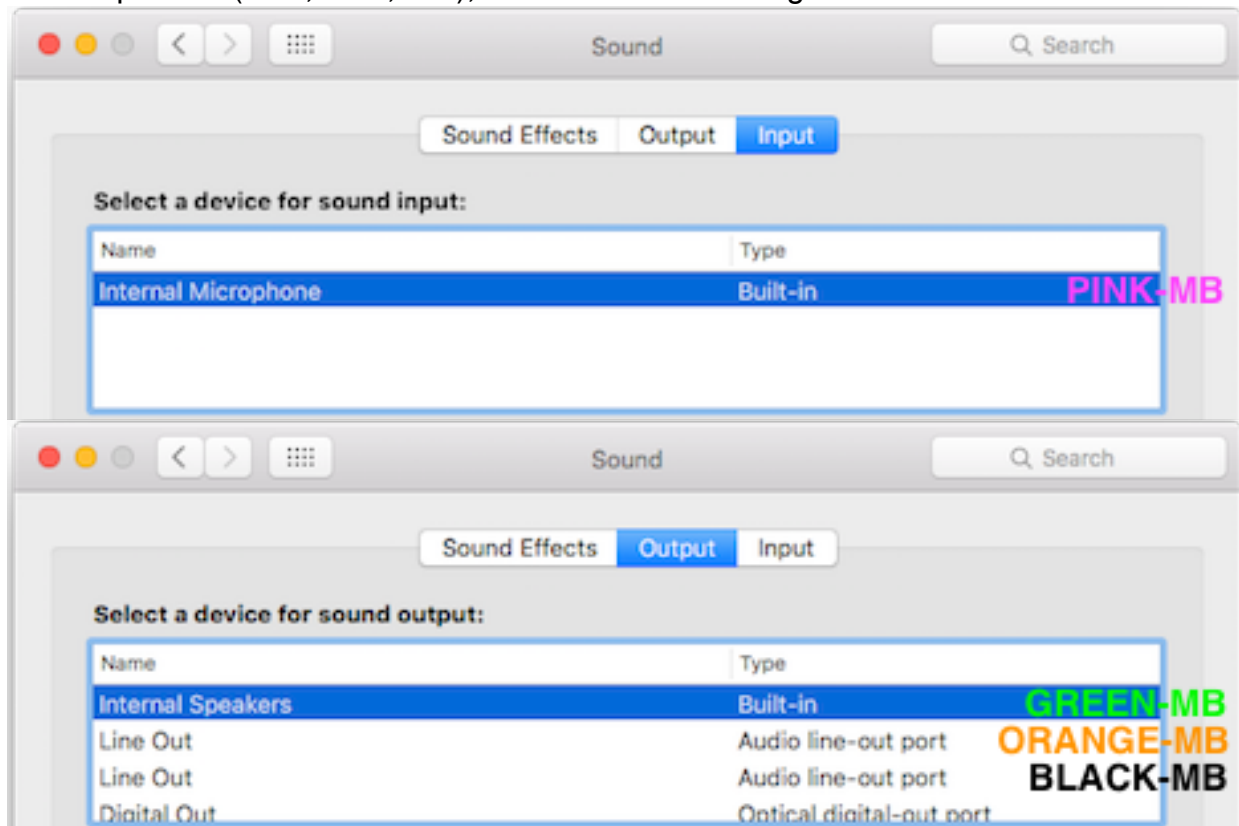 Sound
Search
Sound Effects Output Input
Select a device for sound input:
Name Type
Internal Microphone Built-in PINK-MB
Sound
Search
Sound Effects Output Input
Select a device for sound output:
Name Type
Internal Speakers Built-in GREEN-MB
Line Out Audio line-out port ORANGE-MB
Line Out Audio line-out port BLACK-MB
Digital Out Optical digital-out port